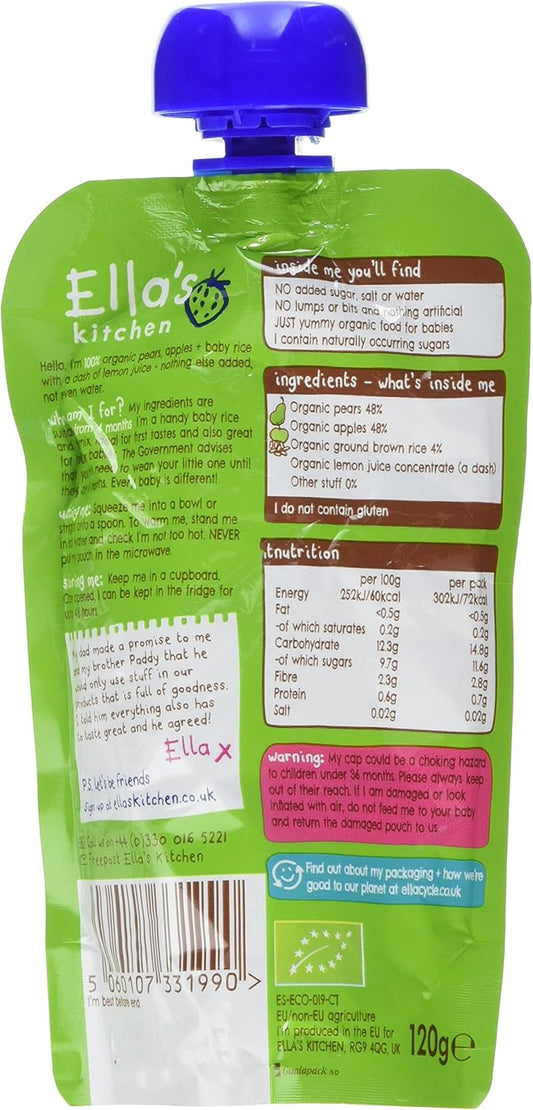 Ella's
kitchen
Hello, I'm 100% organic pears, apples + baby rice
with a dash of lemon juice - nothing else added,
not even water.
who am I for? My ingredients are
from 4 months I'm a handy baby rice
and mix. Ideal for first tastes and also great
for baby The Government advises
that you need to wean your little one until
they Every baby is different!
me: Squeeze me into a bowl or
onto a spoon. To warm me, stand me
in water and check I'm not too hot. NEVER
put my pouch in the microwave.
storing me: Keep me in a cupboard.
Once opened, I can be kept in the fridge for
48 hours.
My dad made a promise to me
and my brother Paddy that he
would only use stuff in our
products that is full of goodness.
I told him everything also has
to taste great and he agreed!
Ella x
P.S. Let's be friends
Sign up at ellaskitchen.co.uk
Call us on +44 (0)330 016 5221
Freepost Ella's Kitchen
5 060107 331990 >
I'm best before end
inside me you'll find
NO added sugar, salt or water
NO lumps or bits and nothing artificial
JUST yummy organic food for babies
I contain naturally occurring sugars
ingredients - what's inside me
Organic pears 48%
Organic apples 48%
Organic ground brown rice 4%
Organic lemon juice concentrate (a dash)
Other stuff 0%
I do not contain gluten
nutrition
per 100g per pack
Energy 252kJ/60kcal 302kJ/72kcal
Fat <0.5g <0.5g
-of which saturates 0.2g 0.2g
Carbohydrate 12.3g 14.8g
-of which sugars 9.7g 11.6g
Fibre 2.3g 2.8g
Protein 0.6g 0.7g
Salt 0.02g 0.02g
warning: My cap could be a choking hazard
to children under 36 months. Please always keep
out of their reach. If I am damaged or look
inflated with air, do not feed me to your baby
and return the damaged pouch to us.
Find out about my packaging + how we're
good to our planet at ellacycle.co.uk
ES-ECO-019-CT
EU/non-EU agriculture
I'm produced in the EU for
ELLA'S KITCHEN, RG9 4QG, UK
120g℮
gualapack